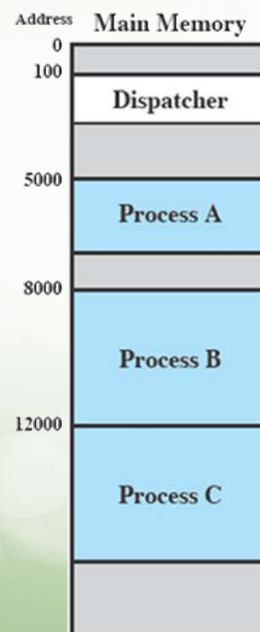 Address Main Memory
0
100
Dispatcher
5000
Process A
8000
Process B
12000
Process C